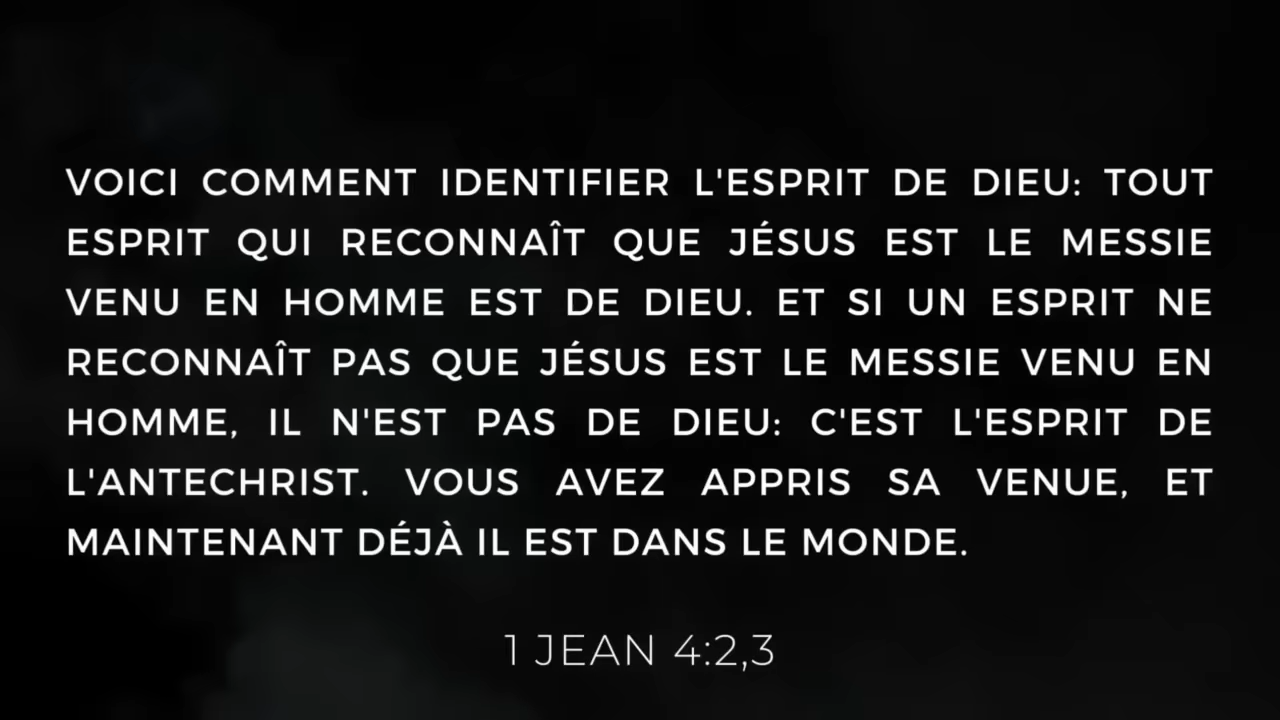 VOICI COMMENT IDENTIFIER L'ESPRIT DE DIEU: TOUT
ESPRIT QUI RECONNAÎT QUE JÉSUS EST LE MESSIE
VENU EN HOMME EST DE DIEU. ET SI UN ESPRIT NE
RECONNAÎT PAS QUE JÉSUS EST LE MESSIE VENU EN
HOMME, IL N'EST PAS DE DIEU: C'EST L'ESPRIT DE
L'ANTECHRIST. VOUS AVEZ APPRIS SA VENUE, ET
MAINTENANT DÉJÀ IL EST DANS LE MONDE.
1 JEAN 4:2,3